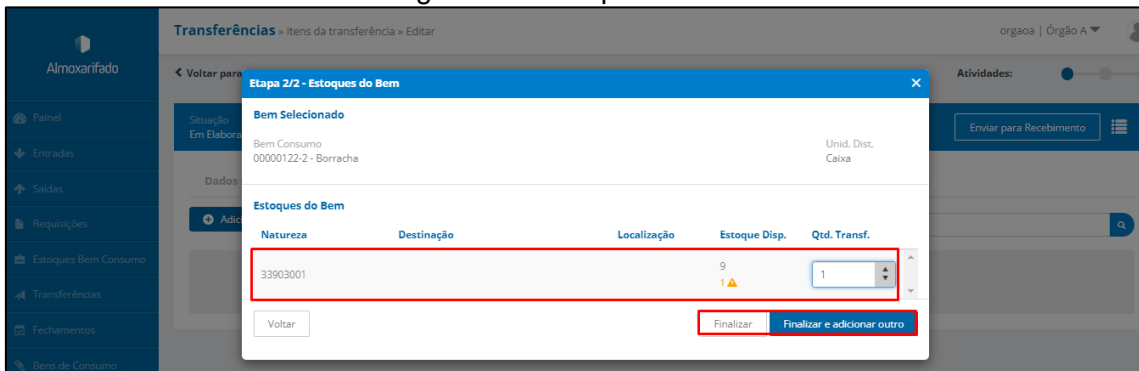 Transferências » Itens da transferência » Editar
orgaoa | Órgão A
Almoxarifado
Voltar para
Atividades:
Etapa 2/2 - Estoques do Bem
Painel
Entradas
Saídas
Requisições
Estoques Bem Consumo
Transferências
Fechamentos
Bens de Consumo
Situação
Em Elabora
Enviar para Recebimento
Dados
Adic
Bem Selecionado
Bem Consumo
Unid. Dist.
00000122-2 - Borracha
Caixa
Estoques do Bem
Natureza
Destinação
Localização
Estoque Disp.
Qtd. Transf.
33903001
9
1
1
Voltar
Finalizar
Finalizar e adicionar outro